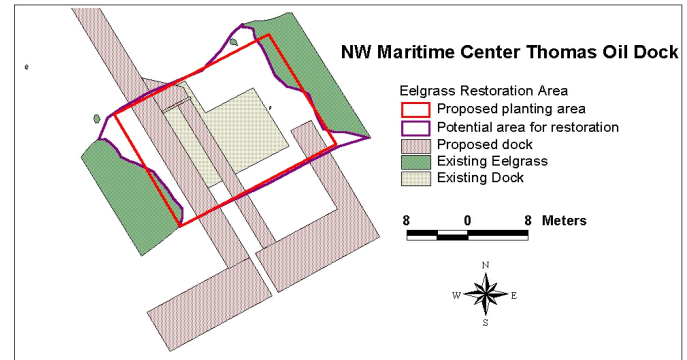 NW Maritime Center Thomas Oil Dock
Eelgrass Restoration Area
Proposed planting area
Potential area for restoration
Proposed dock
Existing Eelgrass
Existing Dock
8 0 8 Meters
N
W E
S